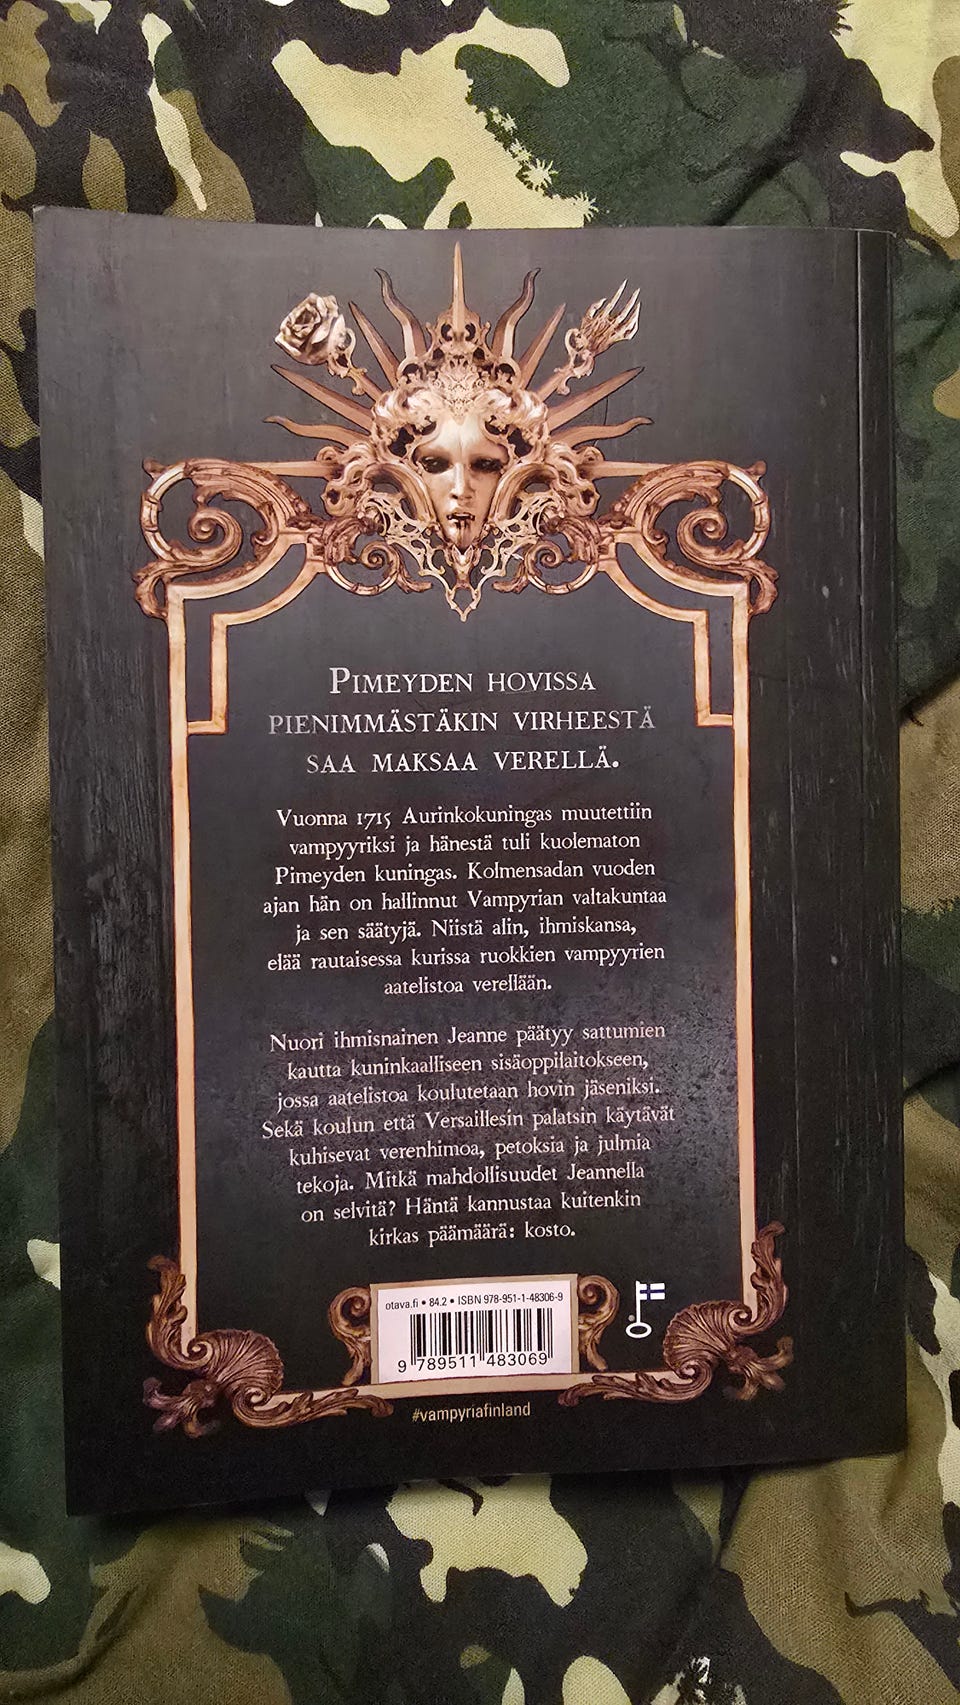 Pimeyden hovissa
pienimmästäkin virheestä
saa maksaa verellä.
Vuonna 1715 Aurinkokuningas muutettiin
vampyyriksi ja hänestä tuli kuolematon
Pimeyden kuningas. Kolmensadan vuoden
ajan hän on hallinnut Vampyrian valtakuntaa
ja sen säätyjä. Niistä alin, ihmiskansa,
elää rautaisessa kurissa ruokkien vampyyrien
aatelistoa verellään.
Nuori ihmisnainen Jeanne päätyy sattumien
kautta kuninkaalliseen sisäoppilaitokseen,
jossa aatelistoa koulutetaan hovin jäseniksi.
Sekä koulun että Versaillesin palatsin käytävät
kuhisevat verenhimoa, petoksia ja julmia
tekoja. Mitkä mahdollisuudet Jeannella
on selvitä? Häntä kannustaa kuitenkin
kirkas päämäärä: kosto.
otava.fi • 84.2 • ISBN 978-951-1-48306-9
9 789511 483069
#vampyriafinland